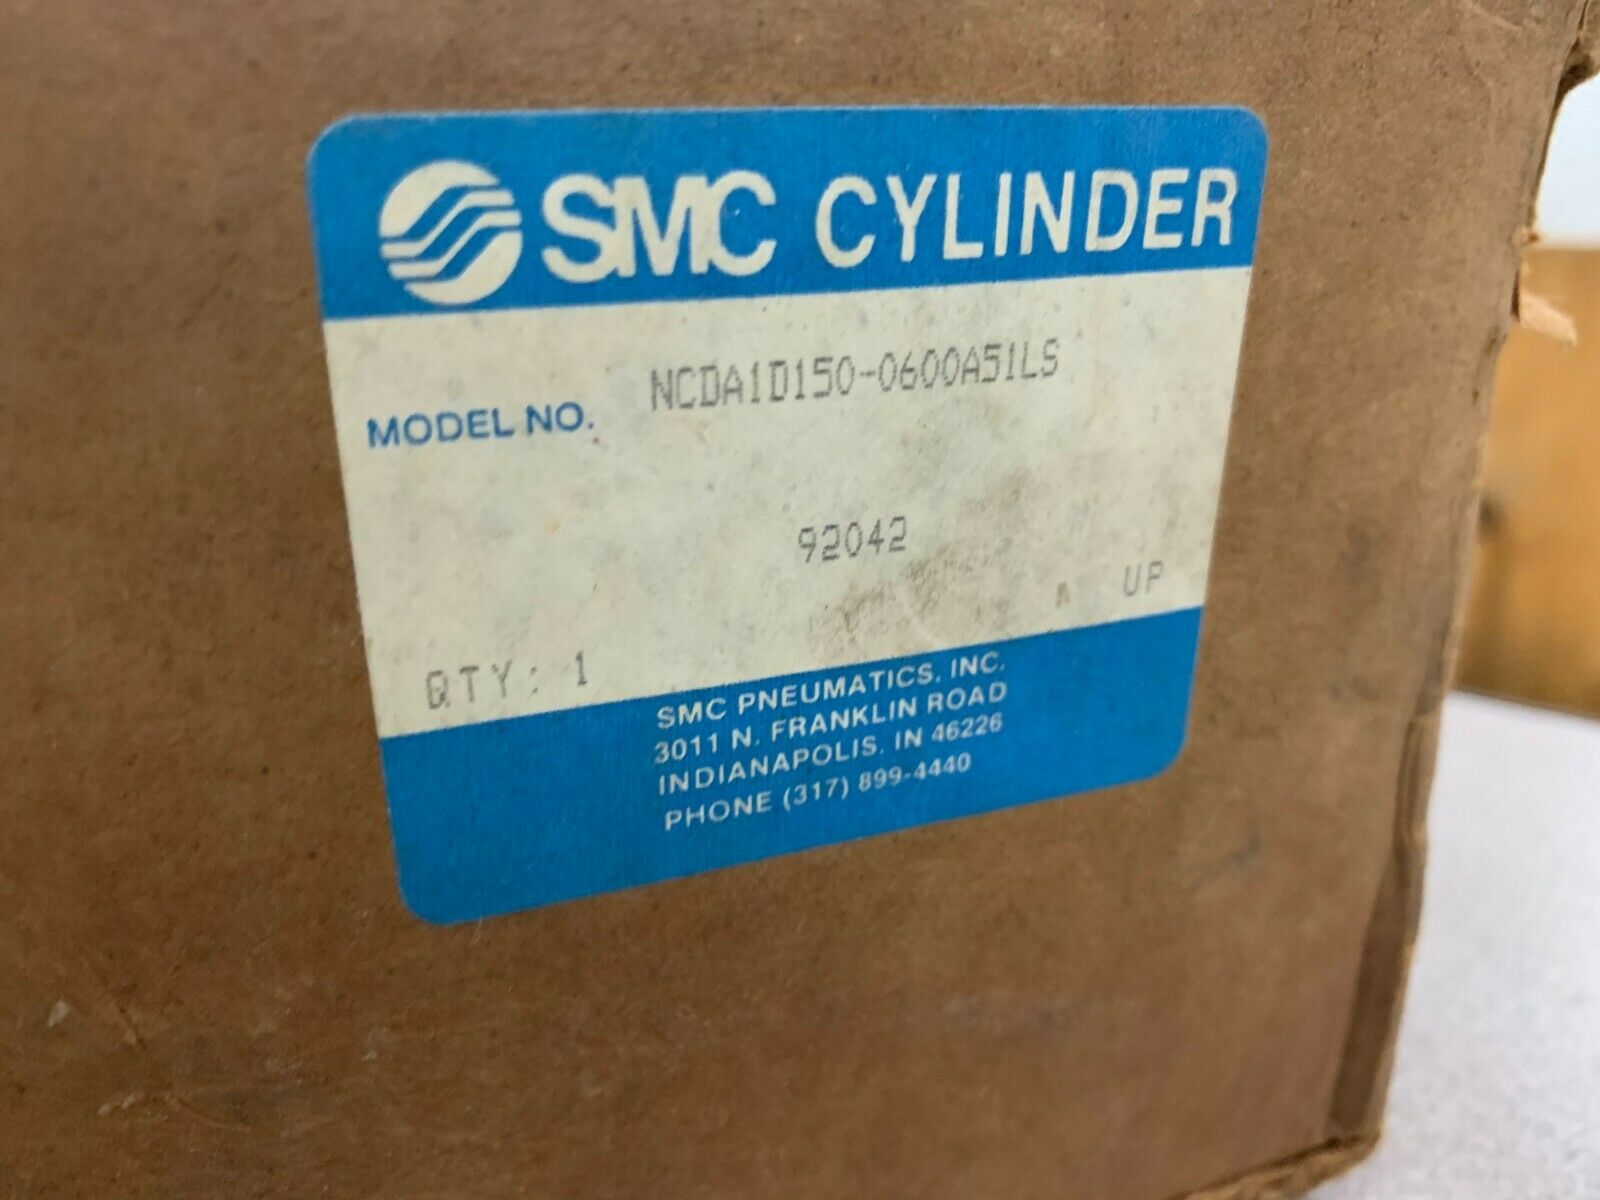 SMC CYLINDER
MODEL NO. NCDA1D150-0600A51LS
92042
A UP
QTY: 1
SMC PNEUMATICS, INC.
3011 N. FRANKLIN ROAD
INDIANAPOLIS, IN 46226
PHONE (317) 899-4440